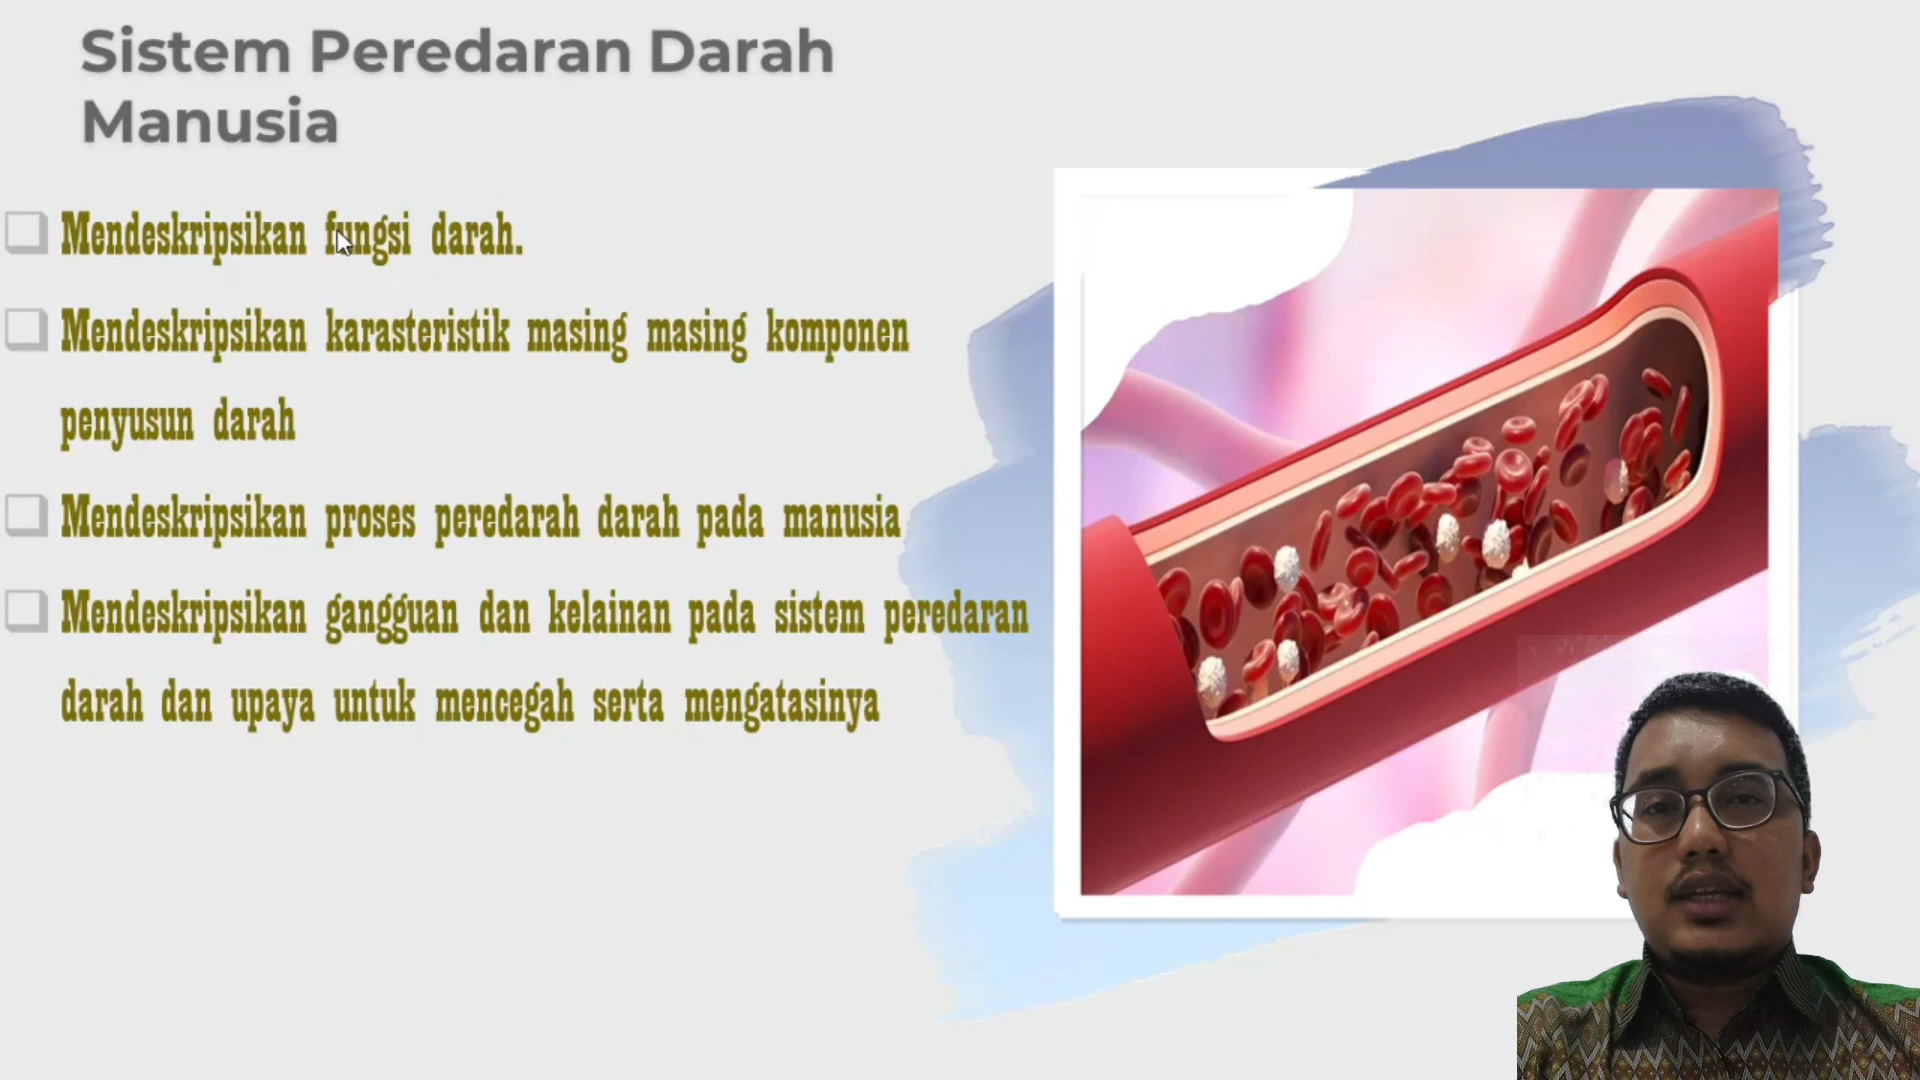 Sistem Peredaran Darah
Manusia
Mendeskripsikan fungsi darah.
Mendeskripsikan karasteristik masing masing komponen
penyusun darah
Mendeskripsikan proses peredarah darah pada manusia
Mendeskripsikan gangguan dan kelainan pada sistem peredaran
darah dan upaya untuk mencegah serta mengatasinya